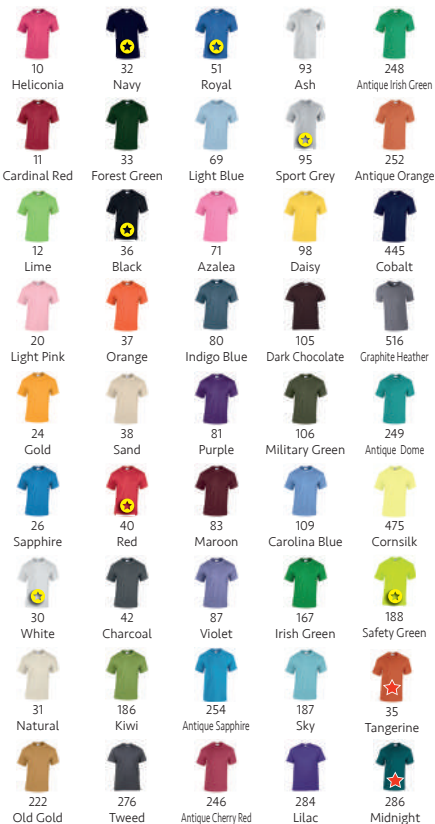 10 32 51 93 248
Heliconia Navy Royal Ash Antique Irish Green
11 33 69 95 252
Cardinal Red Forest Green Light Blue Sport Grey Antique Orange
12 36 71 98 445
Lime Black Azalea Daisy Cobalt
20 37 80 105 516
Light Pink Orange Indigo Blue Dark Chocolate Graphite Heather
24 38 81 106 249
Gold Sand Purple Military Green Antique Dome
26 40 83 109 475
Sapphire Red Maroon Carolina Blue Cornsilk
30 42 87 167 188
White Charcoal Violet Irish Green Safety Green
31 186 254 187 35
Natural Kiwi Antique Sapphire Sky Tangerine
222 276 246 284 286
Old Gold Tweed Antique Cherry Red Lilac Midnight